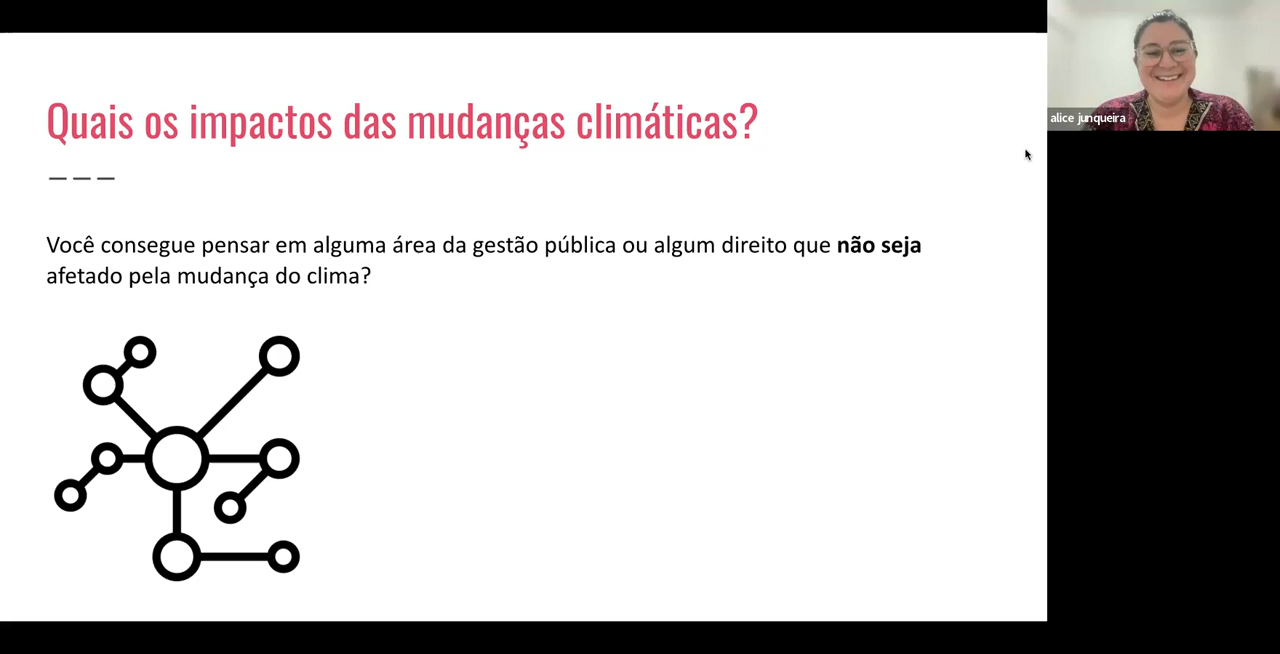 Quais os impactos das mudanças climáticas?
Você consegue pensar em alguma área da gestão pública ou algum direito que não seja
afetado pela mudança do clima?
alice junqueira